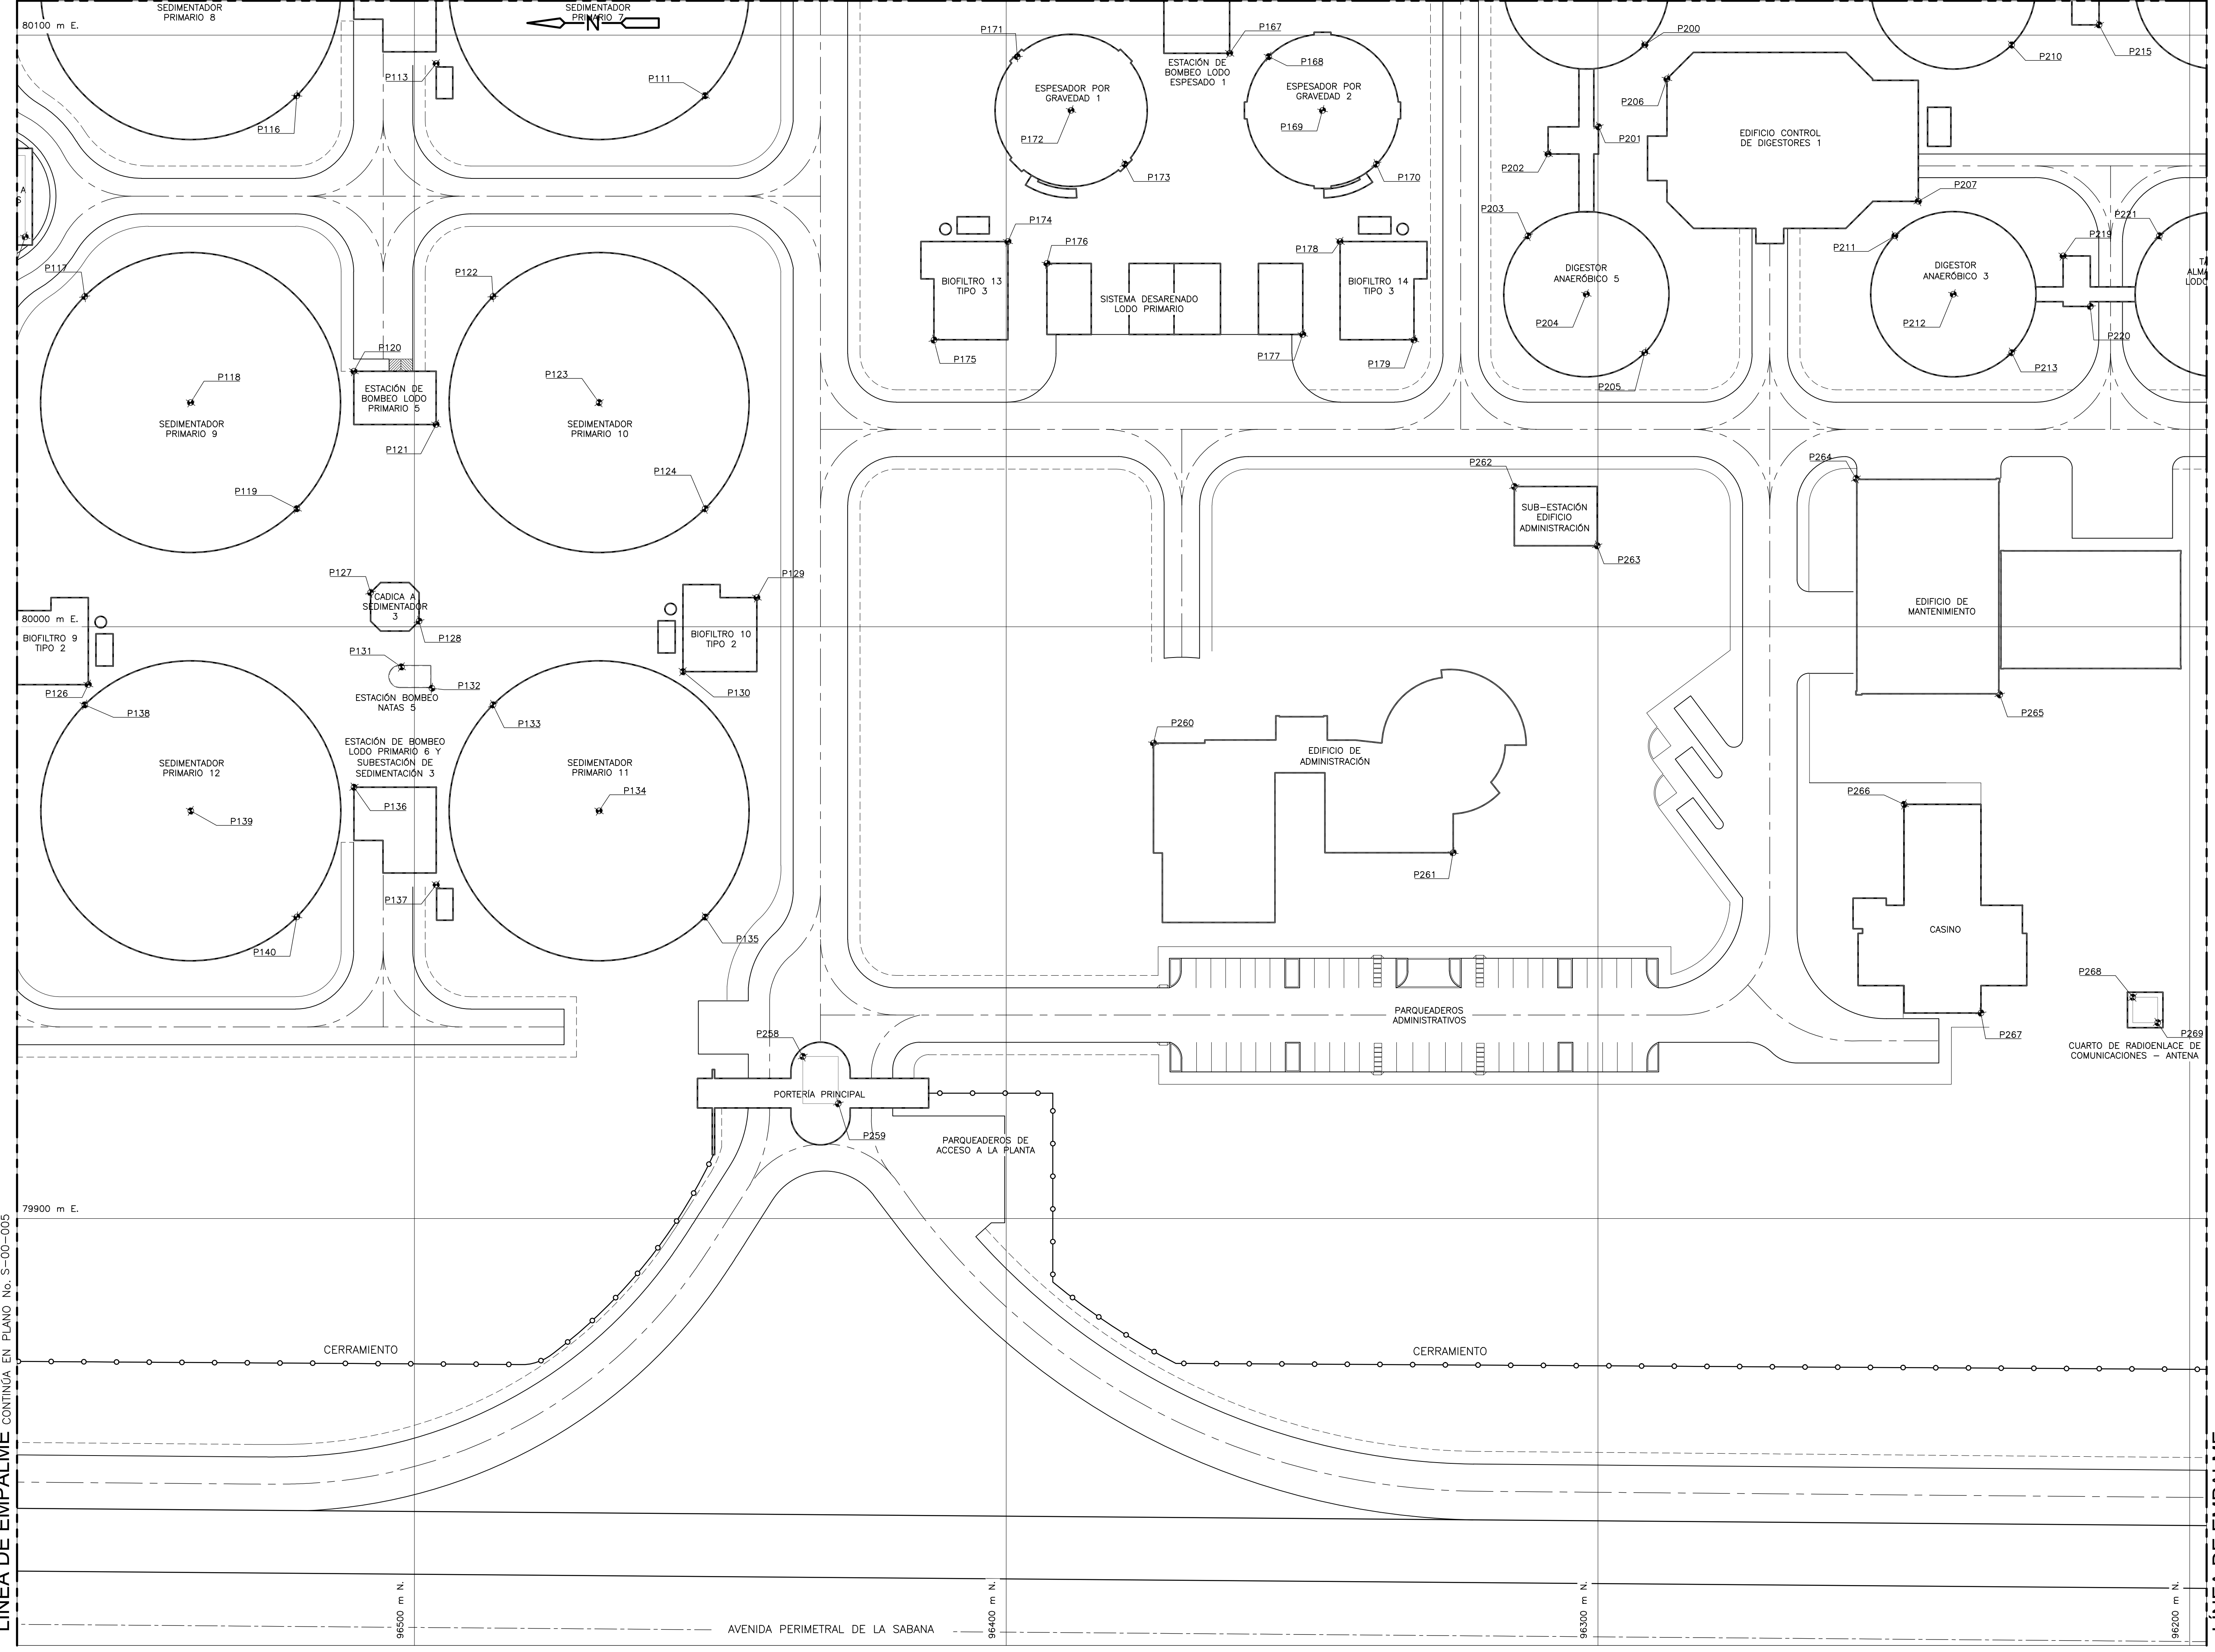 SEDIMENTADOR
PRIMARIO 8
SEDIMENTADOR
PRIMARIO 7
N
80100 m E.
P113
P111
P116
P171
P167
ESTACIÓN DE
BOMBEO LODO
ESPESADO 1
P168
ESPESADOR POR
GRAVEDAD 1
ESPESADOR POR
GRAVEDAD 2
P172
P169
P173
P170
P200
P210
P215
P206
P201
P202
EDIFICIO CONTROL
DE DIGESTORES 1
P207
A
S
P117
P122
P174
P176
P178
BIOFILTRO 13
TIPO 3
SISTEMA DESARENADO
LODO PRIMARIO
BIOFILTRO 14
TIPO 3
P175
P177
P179
P203
DIGESTOR
ANAERÓBICO 5
P204
P205
P211
P219
P221
DIGESTOR
ANAERÓBICO 3
P212
P220
P213
TA
ALMA
LODO
P120
P118
ESTACIÓN DE
BOMBEO LODO
PRIMARIO 5
P123
SEDIMENTADOR
PRIMARIO 9
SEDIMENTADOR
PRIMARIO 10
P121
P119
P124
P262
SUB-ESTACIÓN
EDIFICIO
ADMINISTRACIÓN
P263
P264
EDIFICIO DE
MANTENIMIENTO
P265
P127
CADICA A
SEDIMENTADOR
3
P128
P129
80000 m E.
BIOFILTRO 9
TIPO 2
BIOFILTRO 10
TIPO 2
P131
P132
ESTACIÓN BOMBEO
NATAS 5
P126
P130
P138
P133
ESTACIÓN DE BOMBEO
LODO PRIMARIO 6 Y
SUBESTACIÓN DE
SEDIMENTACIÓN 3
SEDIMENTADOR
PRIMARIO 12
SEDIMENTADOR
PRIMARIO 11
P136
P134
P139
P137
P140
P135
P260
EDIFICIO DE
ADMINISTRACIÓN
P261
P266
CASINO
P267
P268
P269
CUARTO DE RADIOENLACE DE
COMUNICACIONES – ANTENA
PARQUEADEROS
ADMINISTRATIVOS
P258
PORTERÍA PRINCIPAL
P259
PARQUEADEROS DE
ACCESO A LA PLANTA
79900 m E.
CERRAMIENTO
CERRAMIENTO
LÍNEA DE EMPALME CONTINÚA EN PLANO No. S-00-005
LÍNEA DE EMPALME
96500 m N.
96400 m N.
96300 m N.
96200 m N.
AVENIDA PERIMETRAL DE LA SABANA